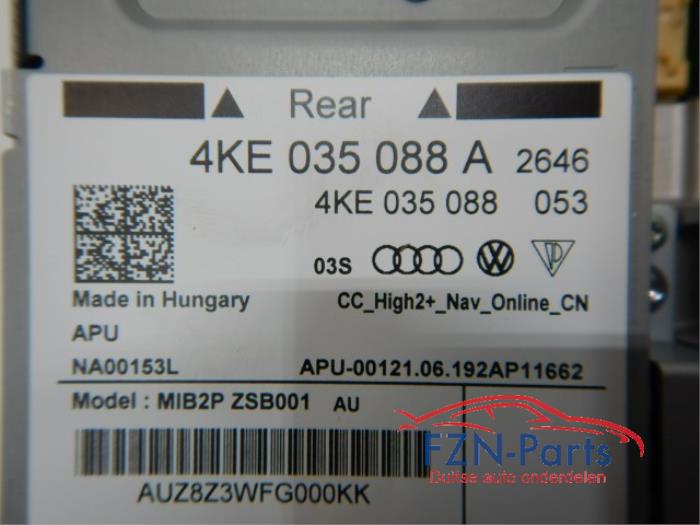 Rear
4KE 035 088 A 2646
4KE 035 088 053
03S
Made in Hungary
CC_High2+_Nav_Online_CN
APU
NA00153L APU-00121.06.192AP11662
Model : MIB2P ZSB001 AU
AUZ8Z3WFG000KK
FZN-Parts
Duitse auto onderdelen